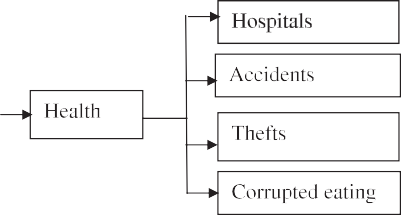 Hospitals
Accidents
Health
Thefts
Corrupted eating